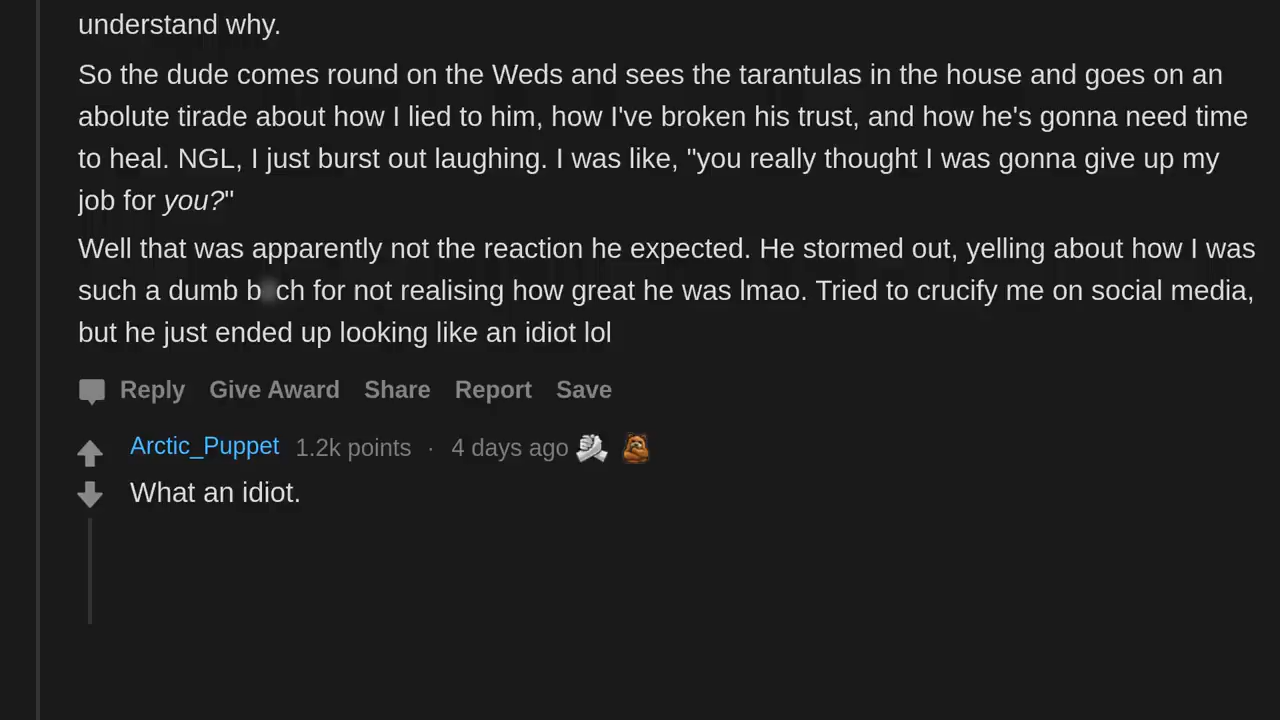 understand why.
So the dude comes round on the Weds and sees the tarantulas in the house and goes on an
abolute tirade about how I lied to him, how I've broken his trust, and how he's gonna need time
to heal. NGL, I just burst out laughing. I was like, "you really thought I was gonna give up my
job for you?"
Well that was apparently not the reaction he expected. He stormed out, yelling about how I was
such a dumb b ch for not realising how great he was lmao. Tried to crucify me on social media,
but he just ended up looking like an idiot lol
Reply Give Award Share Report Save
Arctic_Puppet 1.2k points · 4 days ago
What an idiot.